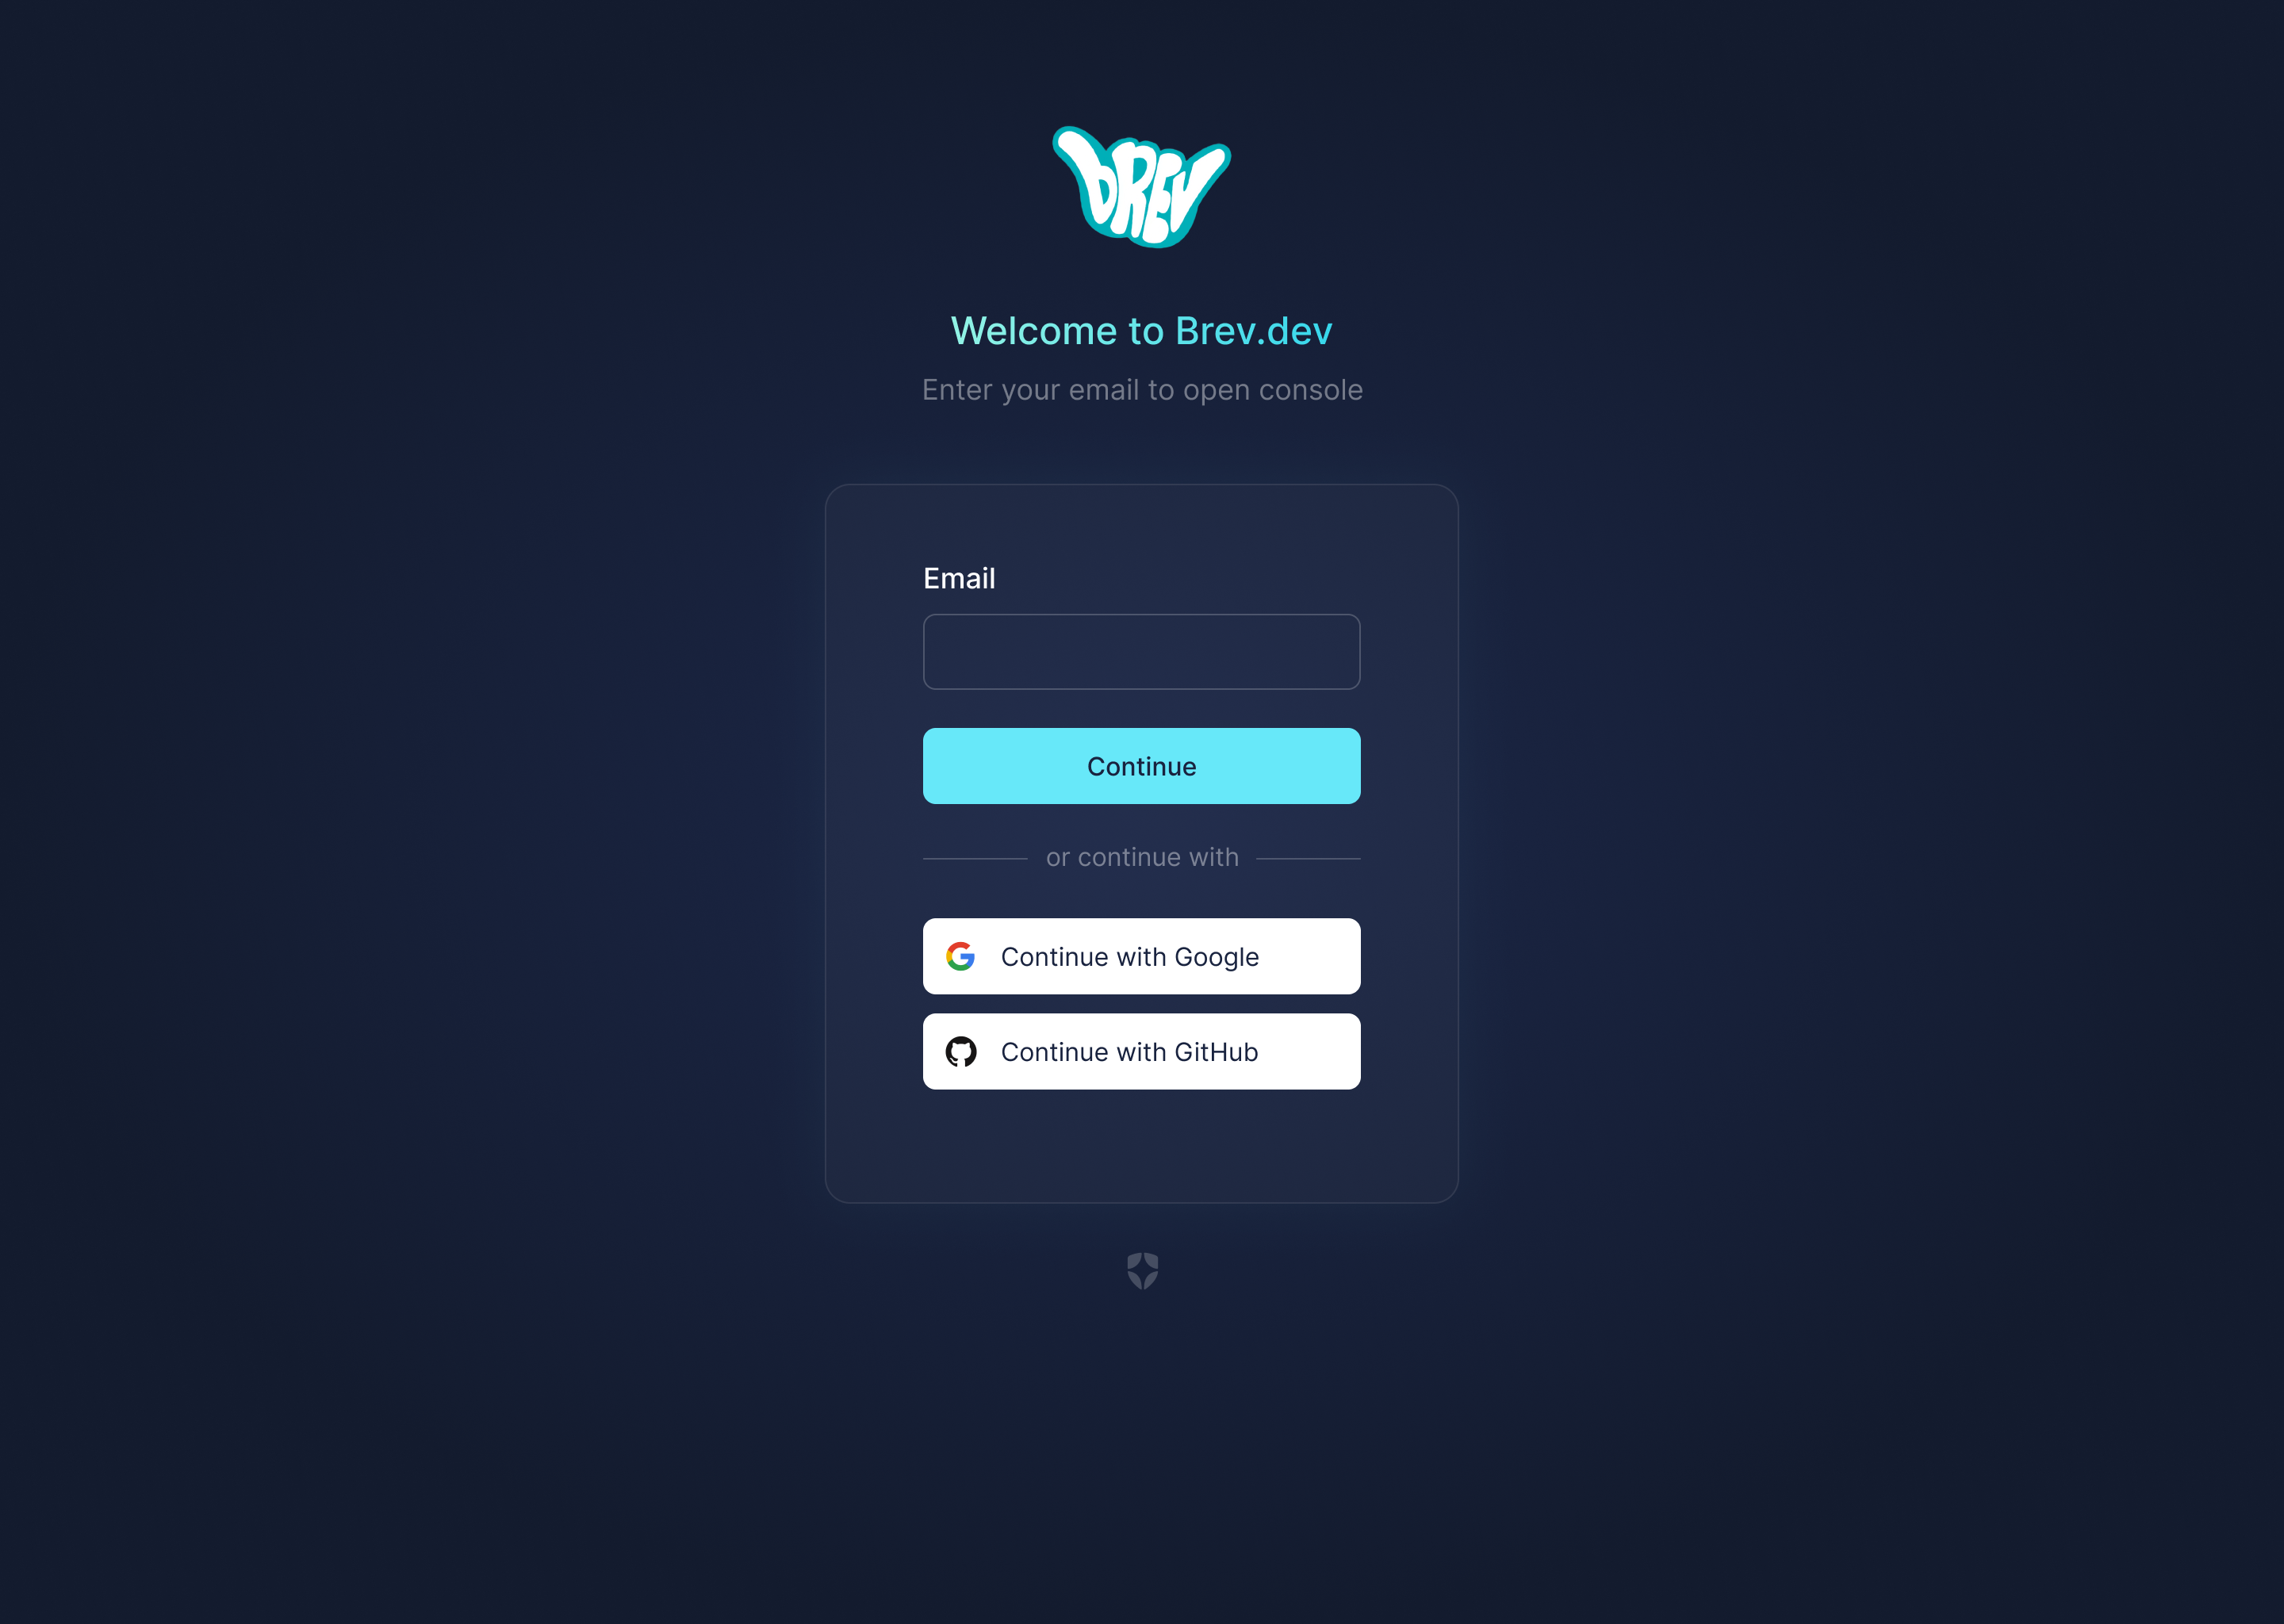 BREV
Welcome to Brev.dev
Enter your email to open console
Email
Continue
or continue with
Continue with Google
Continue with GitHub